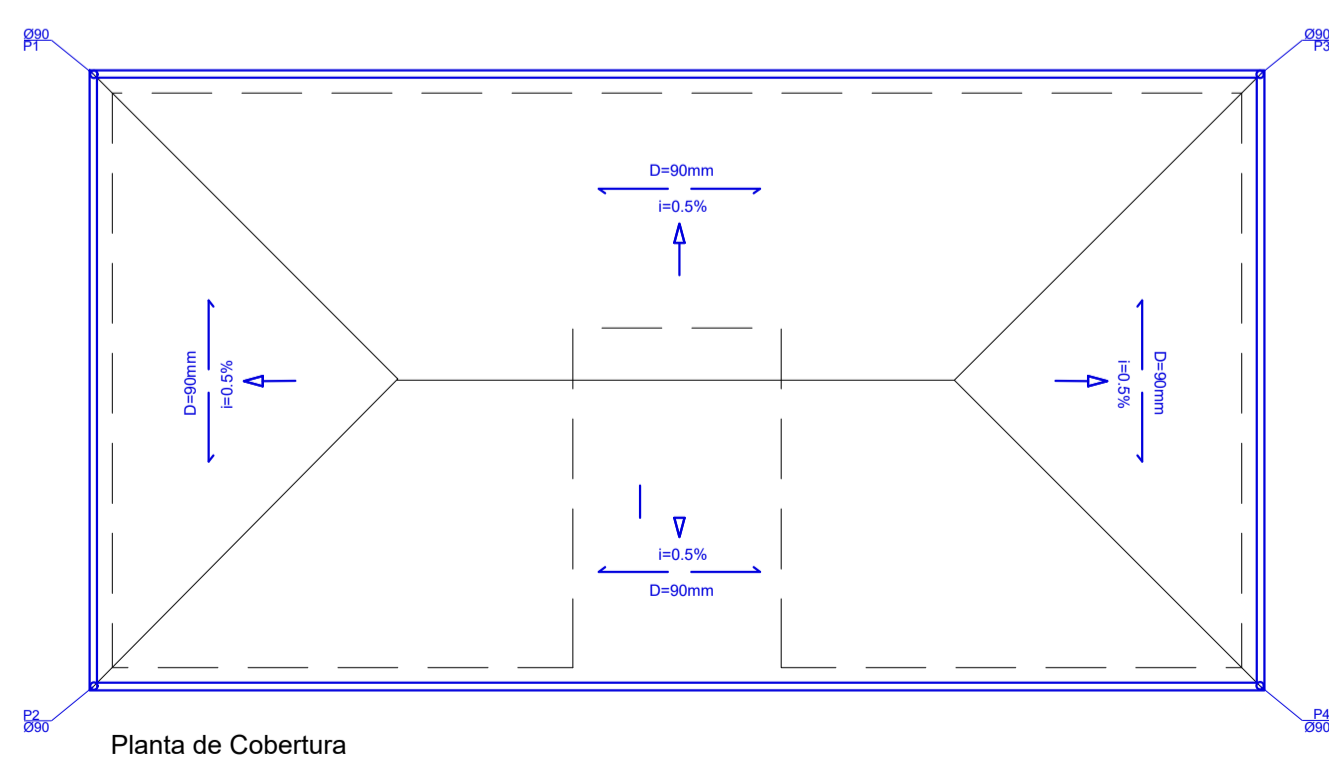 Ø90
P1
Ø90
P3
D=90mm
i=0.5%
D=90mm
i=0.5%
i=0.5%
D=90mm
i=0.5%
D=90mm
P2
Ø90
P4
Ø90
Planta de Cobertura